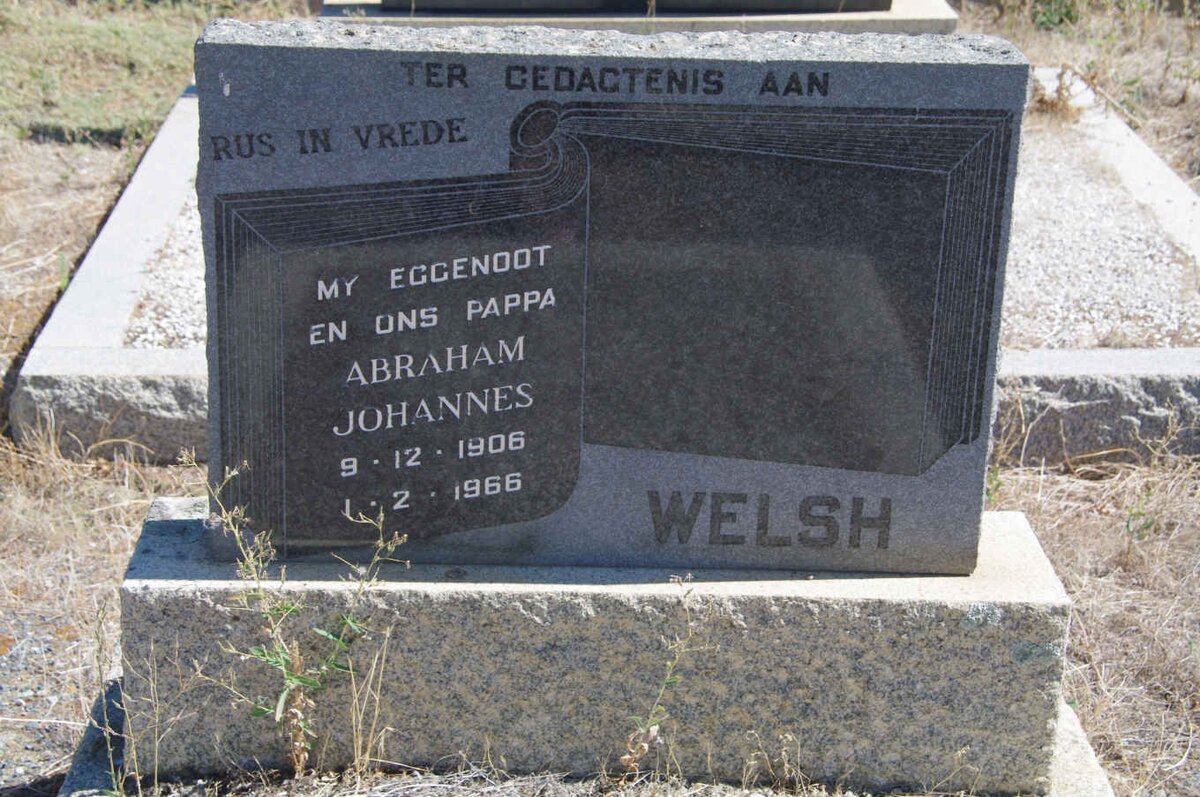 TER GEDAGTENIS AAN
RUS IN VREDE
MY EGGENOOT
EN ONS PAPPA
ABRAHAM
JOHANNES
9 · 12 · 1906
1 · 2 · 1966
WELSH